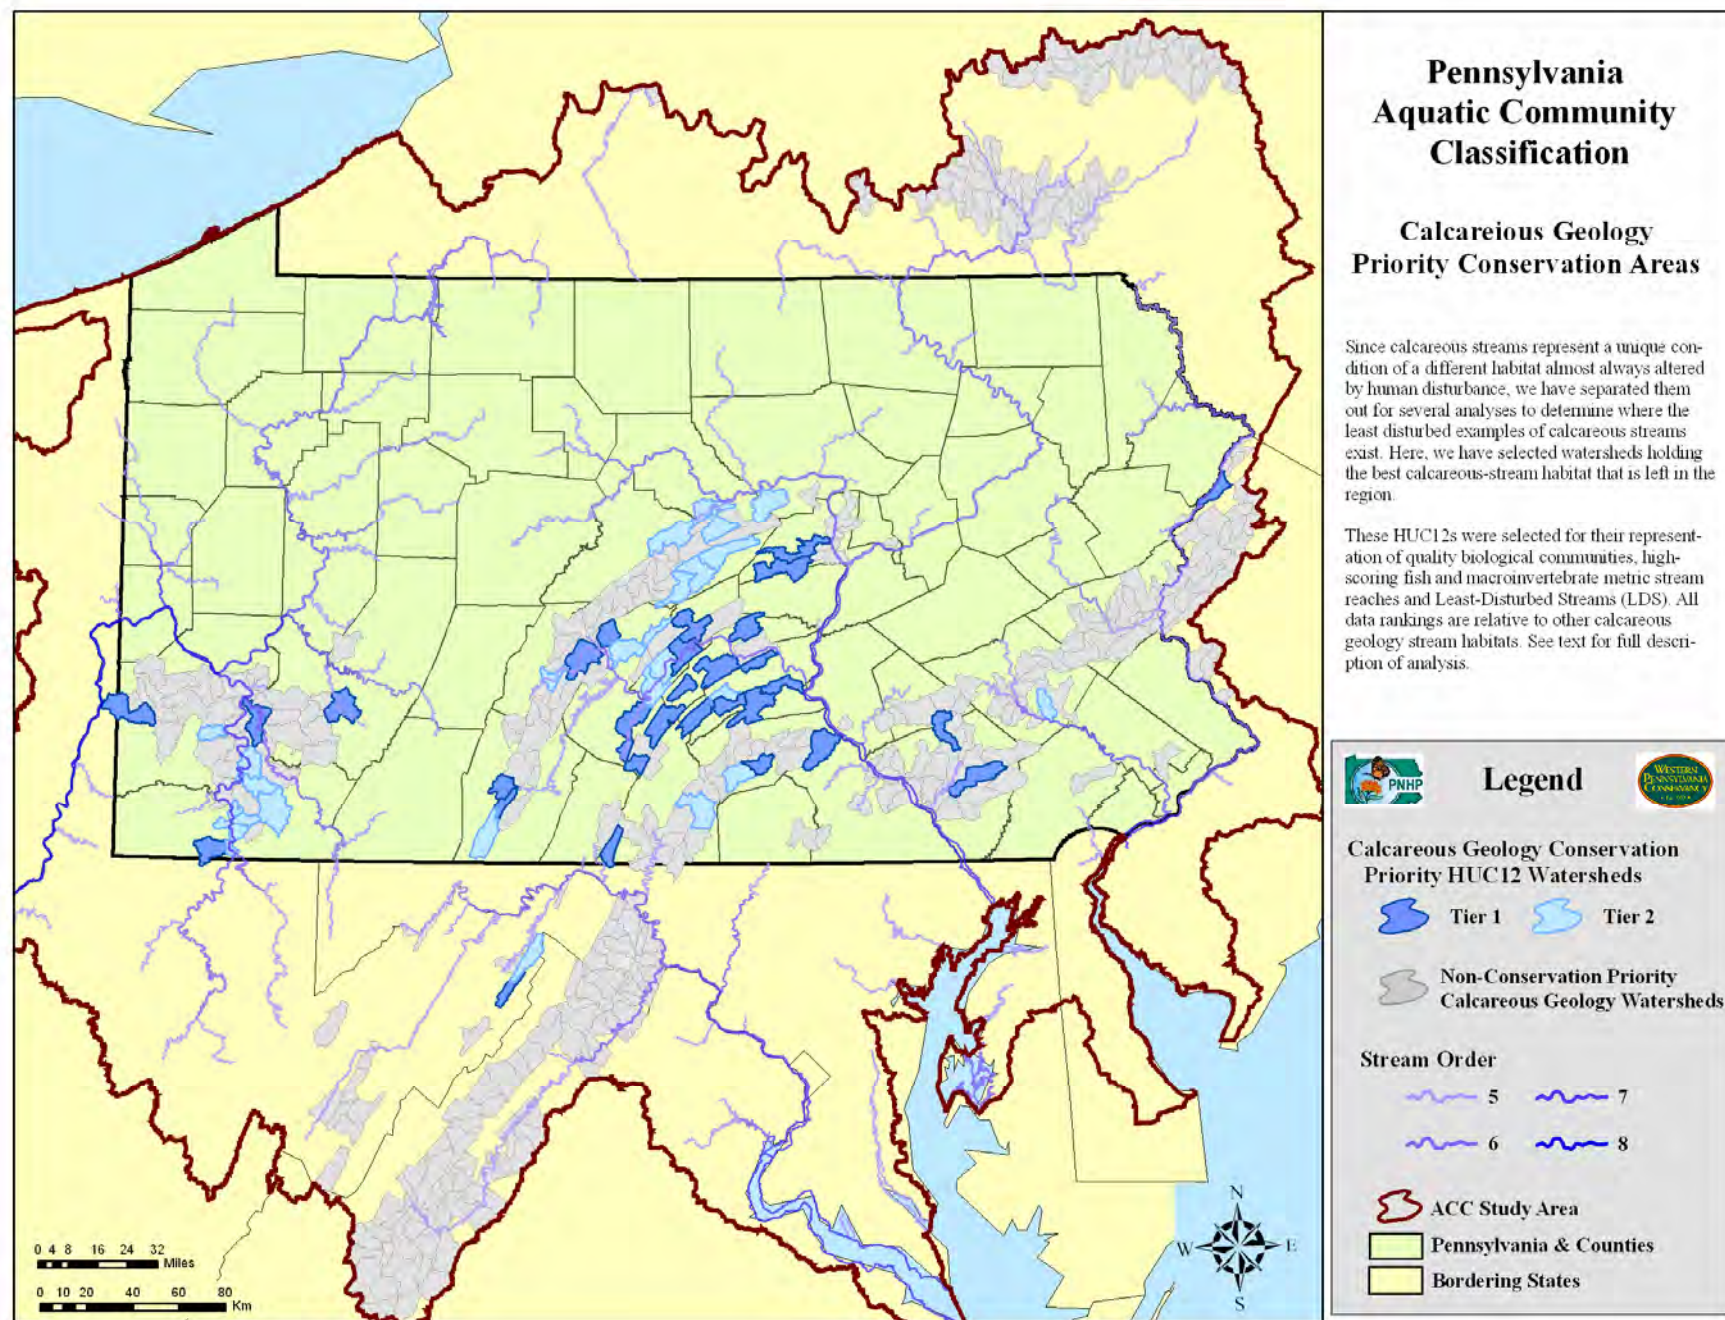 Pennsylvania
Aquatic Community
Classification
Calcareious Geology
Priority Conservation Areas
Since calcareous streams represent a unique con-
dition of a different habitat almost always altered
by human disturbance, we have separated them
out for several analyses to determine where the
least disturbed examples of calcareous streams
exist. Here, we have selected watersheds holding
the best calcareous-stream habitat that is left in the
region.
These HUC12s were selected for their represent-
ation of quality biological communities, high-
scoring fish and macroinvertebrate metric stream
reaches and Least-Disturbed Streams (LDS). All
data rankings are relative to other calcareous
geology stream habitats. See text for full descri-
ption of analysis.
PNHP
Legend
WESTERN
PENNSYLVANIA
CONSERVANCY
Calcareous Geology Conservation
Priority HUC12 Watersheds
Tier 1 Tier 2
Non-Conservation Priority
Calcareous Geology Watersheds
Stream Order
5 7
6 8
ACC Study Area
Pennsylvania & Counties
Bordering States
N
W E
S
0 4 8 16 24 32
Miles
0 10 20 40 60 80
Km